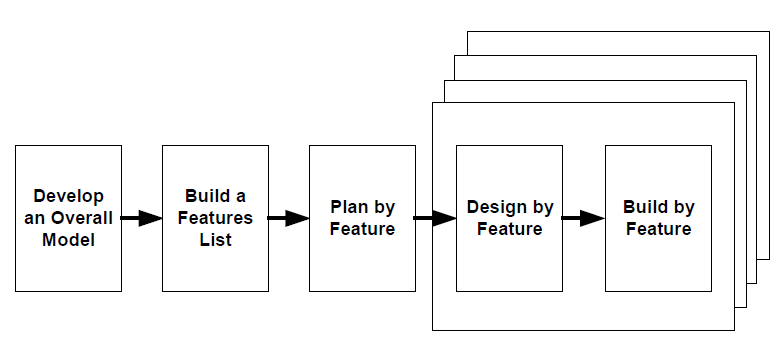 Develop
an Overall
Model
Build a
Features
List
Plan by
Feature
Design by
Feature
Build by
Feature